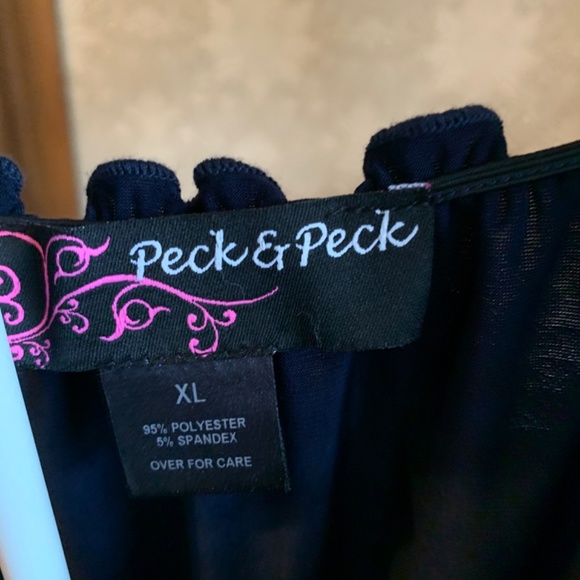 Peck & Peck
XL
95% POLYESTER
5% SPANDEX
OVER FOR CARE